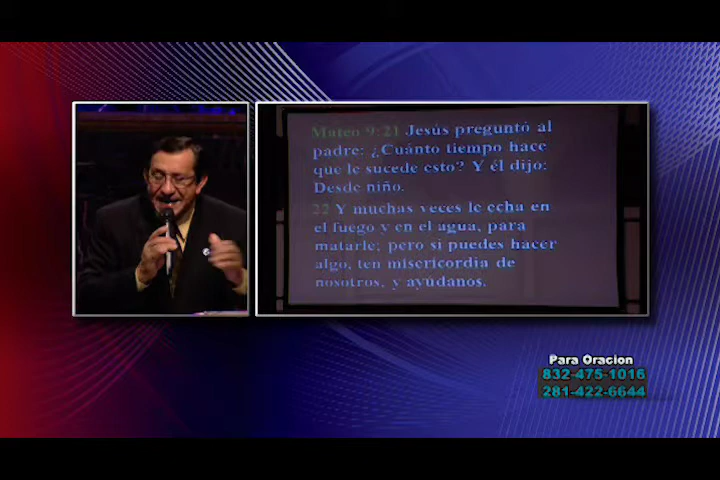 Mateo 9:21 Jesús preguntó al
padre: ¿Cuánto tiempo hace
que le sucede esto? Y él dijo:
Desde niño.
22 Y muchas veces le echa en
el fuego y en el agua, para
matarle; pero si puedes hacer
algo, ten misericordia de
nosotros, y ayúdanos.
Para Oracion
832-475-1016
281-422-6644